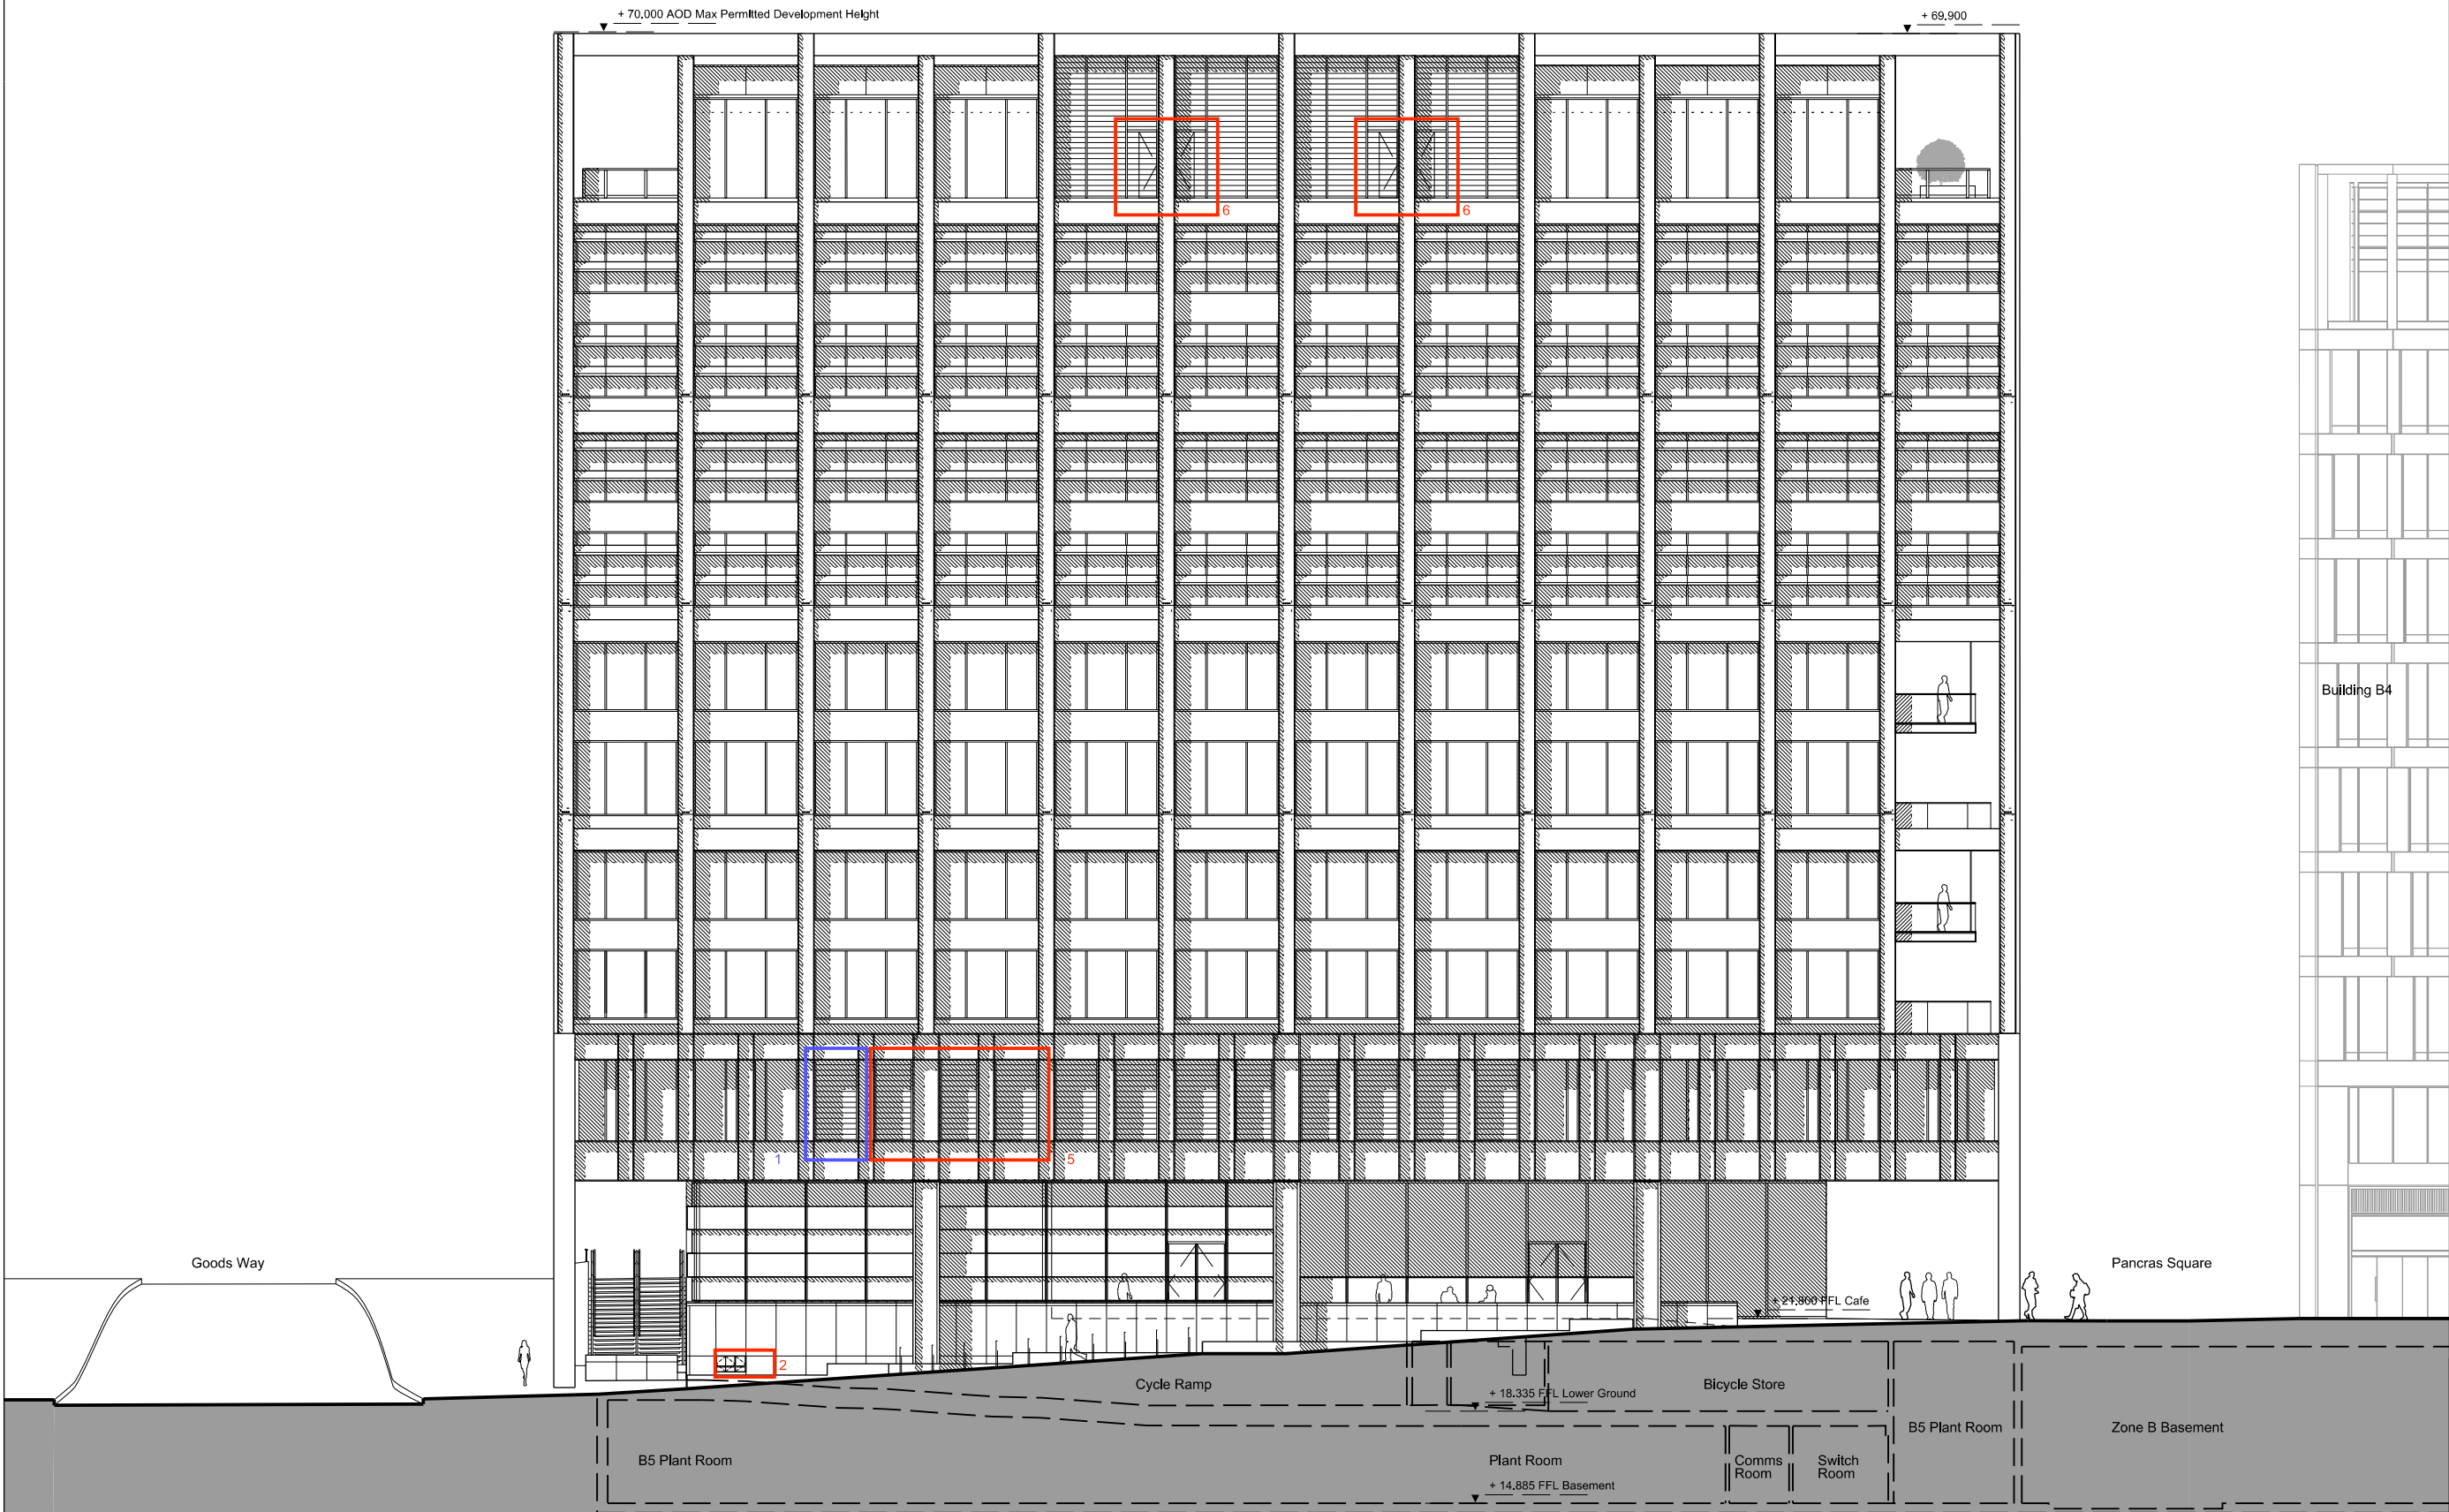 + 70.000 AOD Max Permitted Development Height
+ 69.900
6
6
Building B4
1
5
Goods Way
Pancras Square
+ 21.800 FFL Cafe
2
Cycle Ramp
Bicycle Store
+ 18.335 FFL Lower Ground
B5 Plant Room
Zone B Basement
B5 Plant Room
Plant Room
Comms
Room
Switch
Room
+ 14.885 FFL Basement